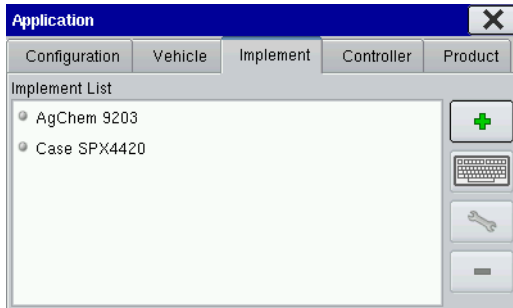 Application
Configuration Vehicle Implement Controller Product
Implement List
AgChem 9203
Case SPX4420